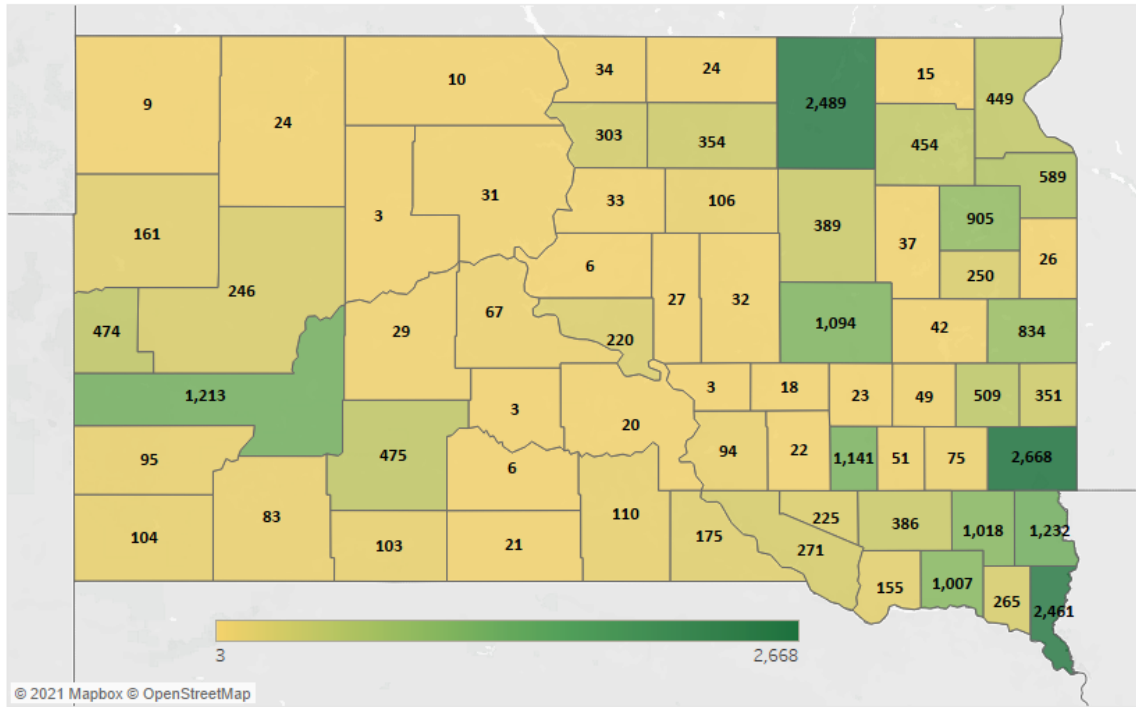 10 34 24 15
9 24 2,489 449
303 354 454
589
3 31 33 106 389 37 905
161 6 26
246 27 32 250
474 29 67 220 1,094 42 834
1,213 3 3 18 23 49 509 351
20
95 475 6 94 22 1,141 51 75 2,668
104 83 103 21 110 175 225 386 1,018 1,232
271
155 1,007 265 2,461
3 2,668
© 2021 Mapbox © OpenStreetMap